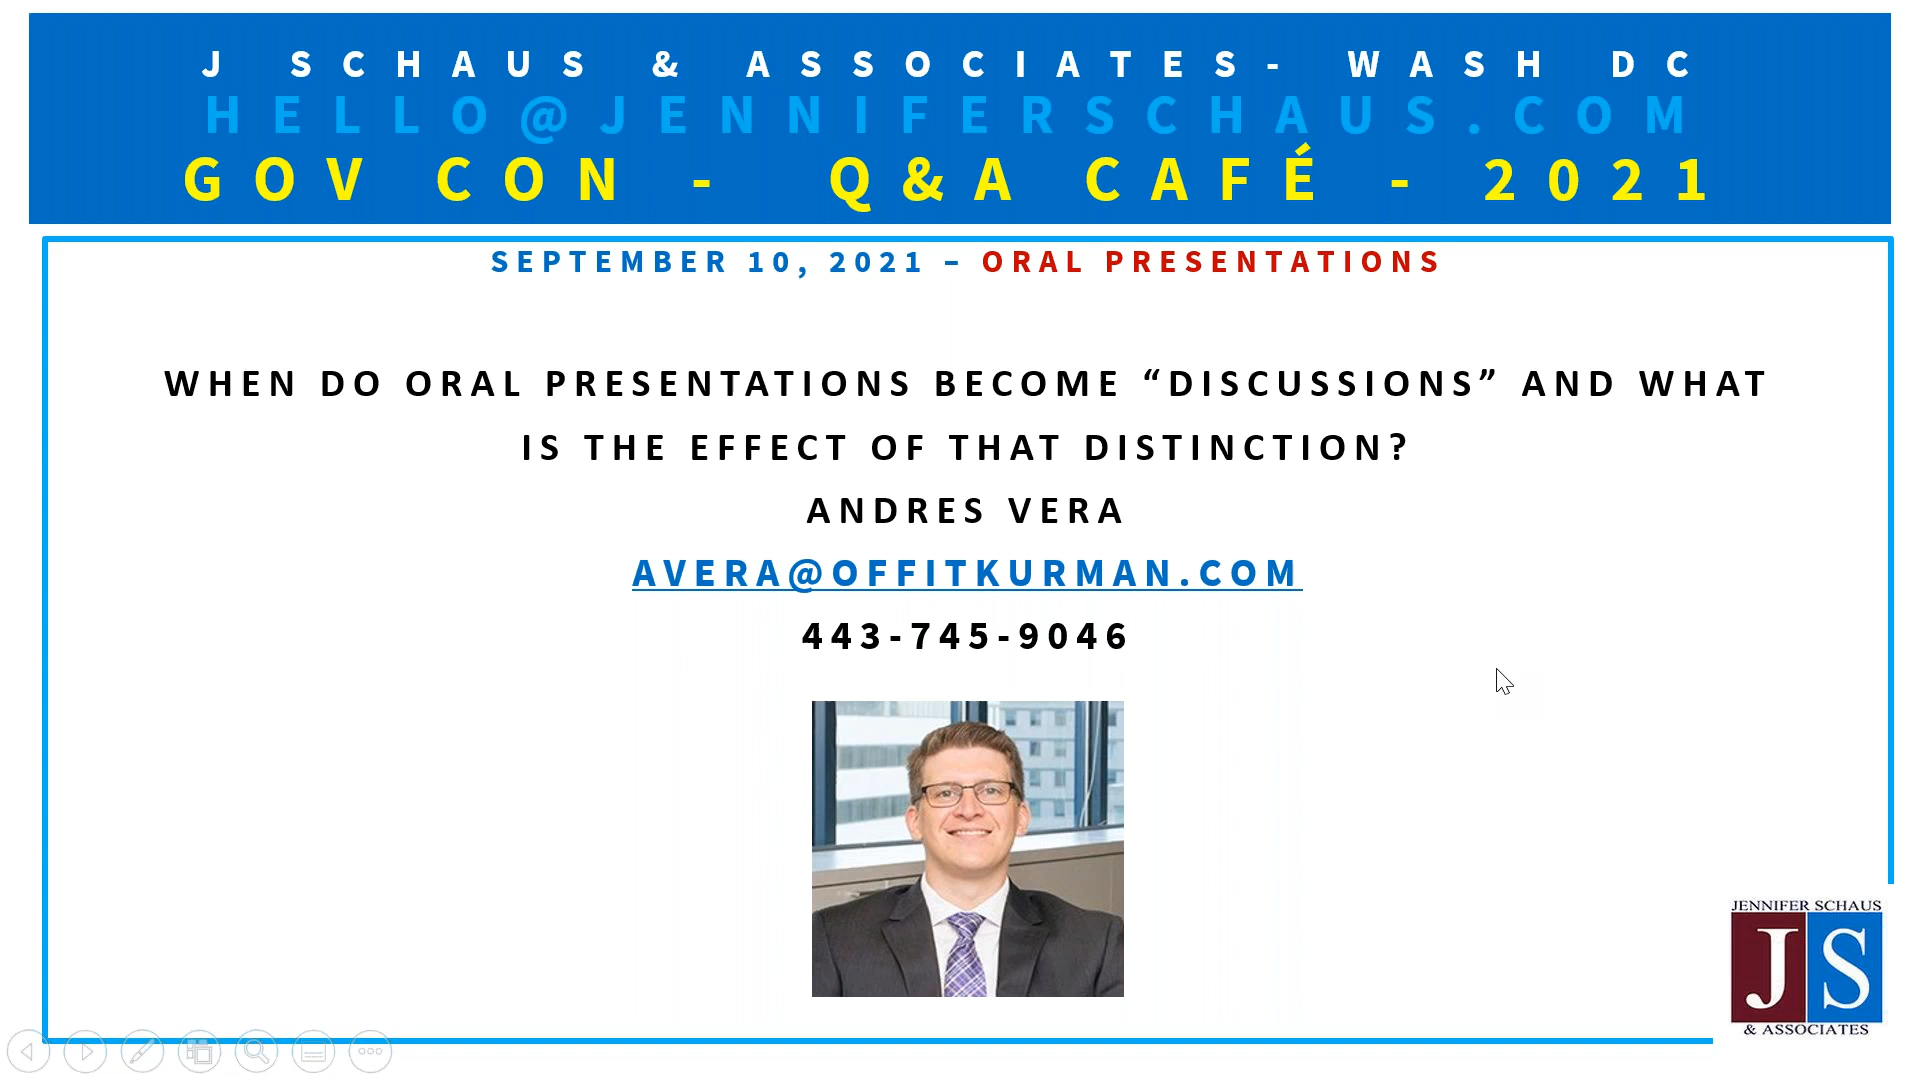 J SCHAUS & ASSOCIATES- WASH DC
HELLO@JENNIFERSCHAUS.COM
GOV CON - Q&A CAFÉ - 2021
SEPTEMBER 10, 2021 – ORAL PRESENTATIONS
WHEN DO ORAL PRESENTATIONS BECOME “DISCUSSIONS” AND WHAT
IS THE EFFECT OF THAT DISTINCTION?
ANDRES VERA
AVERA@OFFITKURMAN.COM
443-745-9046
JENNIFER SCHAUS
JS
& ASSOCIATES